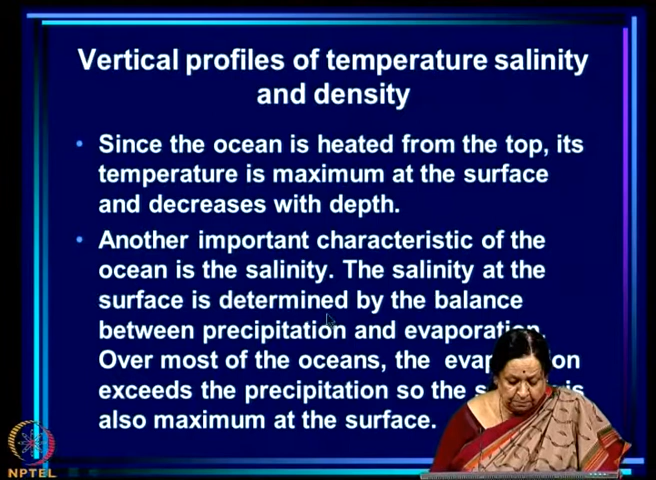 Vertical profiles of temperature salinity
and density
• Since the ocean is heated from the top, its
temperature is maximum at the surface
and decreases with depth.
• Another important characteristic of the
ocean is the salinity. The salinity at the
surface is determined by the balance
between precipitation and evaporation.
Over most of the oceans, the
exceeds the precipitation so the is
also maximum at the surface.
NPTEL